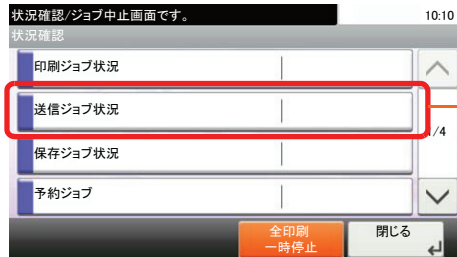 状況確認/ジョブ中止画面です。 10:10
状況確認
印刷ジョブ状況
送信ジョブ状況
1/4
保存ジョブ状況
予約ジョブ
全印刷
一時停止
閉じる